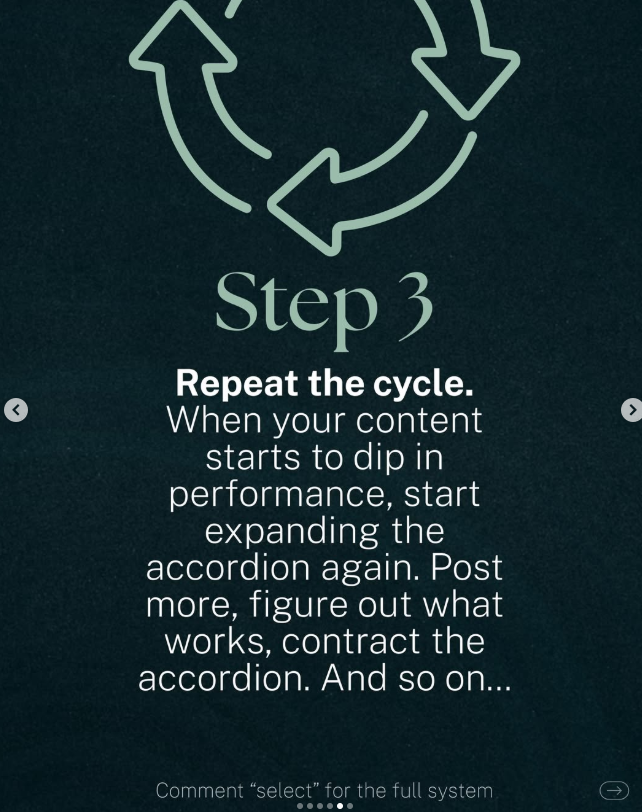 Step 3
Repeat the cycle.
When your content
starts to dip in
performance, start
expanding the
accordion again. Post
more, figure out what
works, contract the
accordion. And so on...
Comment “select” for the full system